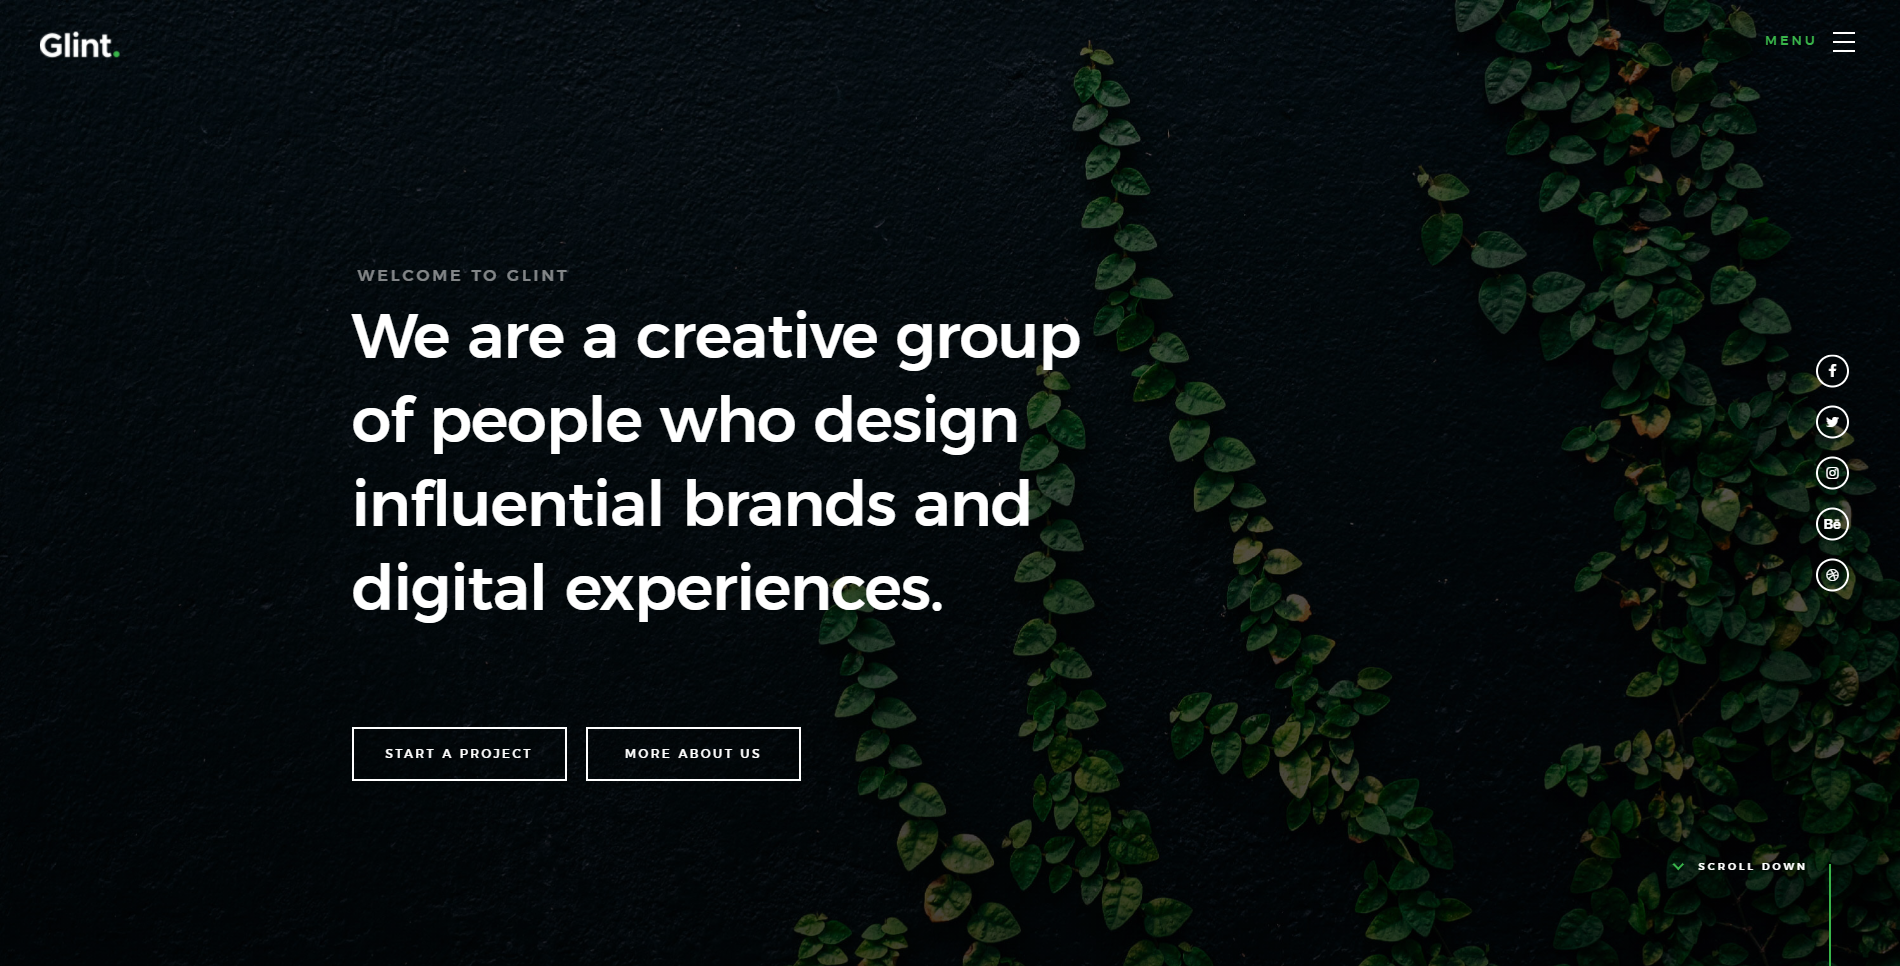 Glint.
MENU
WELCOME TO GLINT
We are a creative group
of people who design
influential brands and
digital experiences.
Bē
START A PROJECT
MORE ABOUT US
SCROLL DOWN